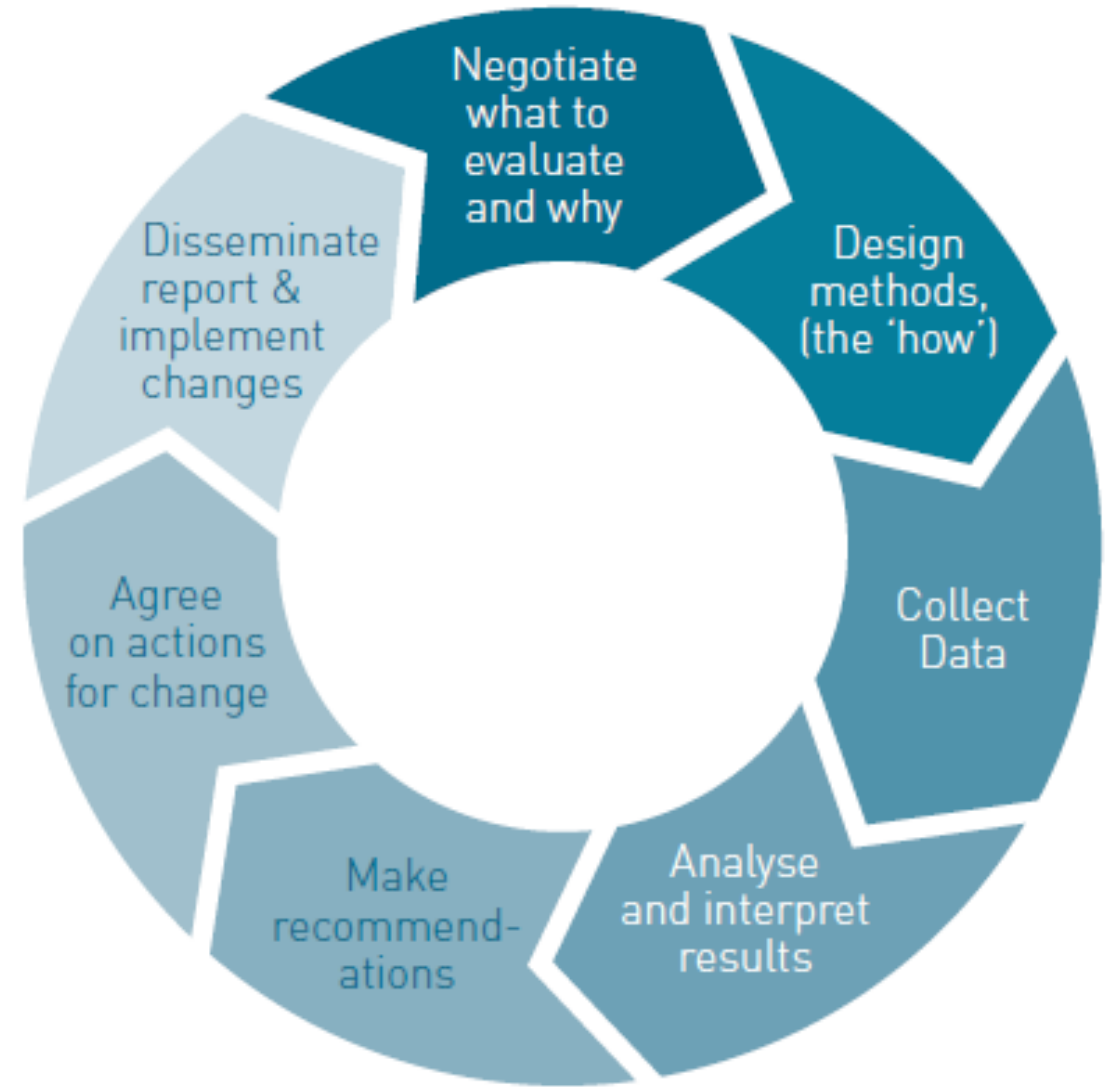 Negotiate
what to
evaluate
and why
Design
methods,
(the ‘how’)
Collect
Data
Analyse
and interpret
results
Make
recommend-
ations
Agree
on actions
for change
Disseminate
report &
implement
changes